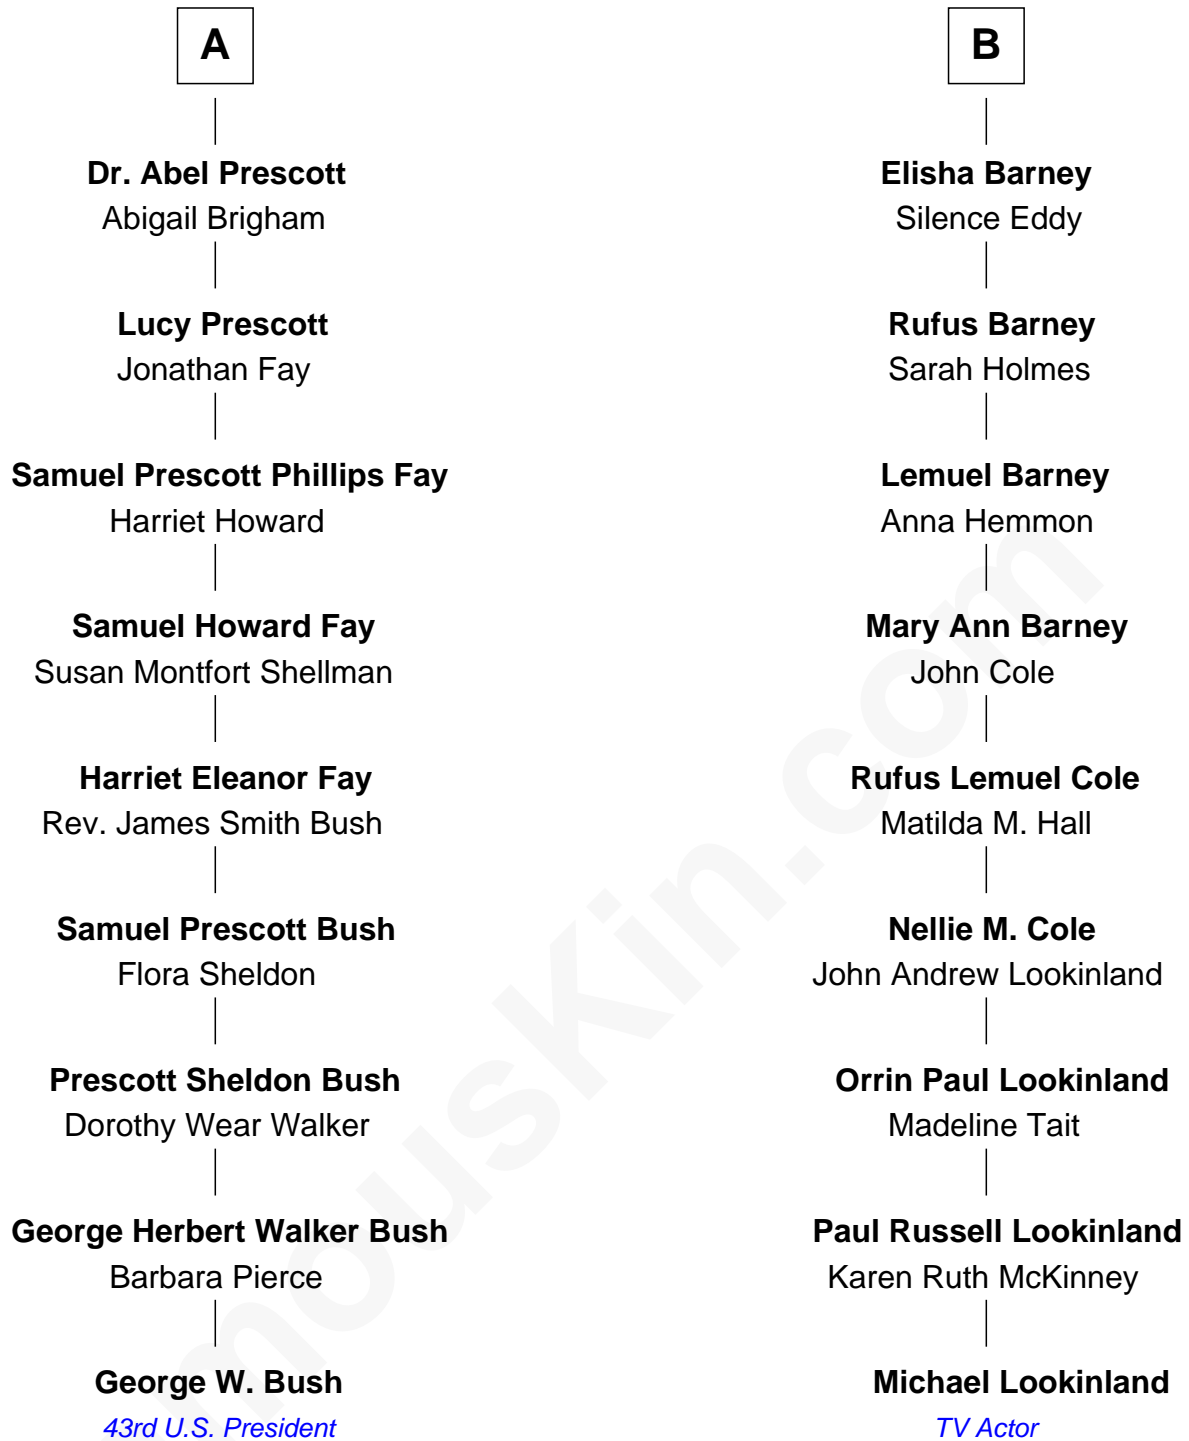 A
Dr. Abel Prescott
Abigail Brigham
Lucy Prescott
Jonathan Fay
Samuel Prescott Phillips Fay
Harriet Howard
Samuel Howard Fay
Susan Montfort Shellman
Harriet Eleanor Fay
Rev. James Smith Bush
Samuel Prescott Bush
Flora Sheldon
Prescott Sheldon Bush
Dorothy Wear Walker
George Herbert Walker Bush
Barbara Pierce
George W. Bush
43rd U.S. President
B
Elisha Barney
Silence Eddy
Rufus Barney
Sarah Holmes
Lemuel Barney
Anna Hemmon
Mary Ann Barney
John Cole
Rufus Lemuel Cole
Matilda M. Hall
Nellie M. Cole
John Andrew Lookinland
Orrin Paul Lookinland
Madeline Tait
Paul Russell Lookinland
Karen Ruth McKinney
Michael Lookinland
TV Actor
mousKin.com